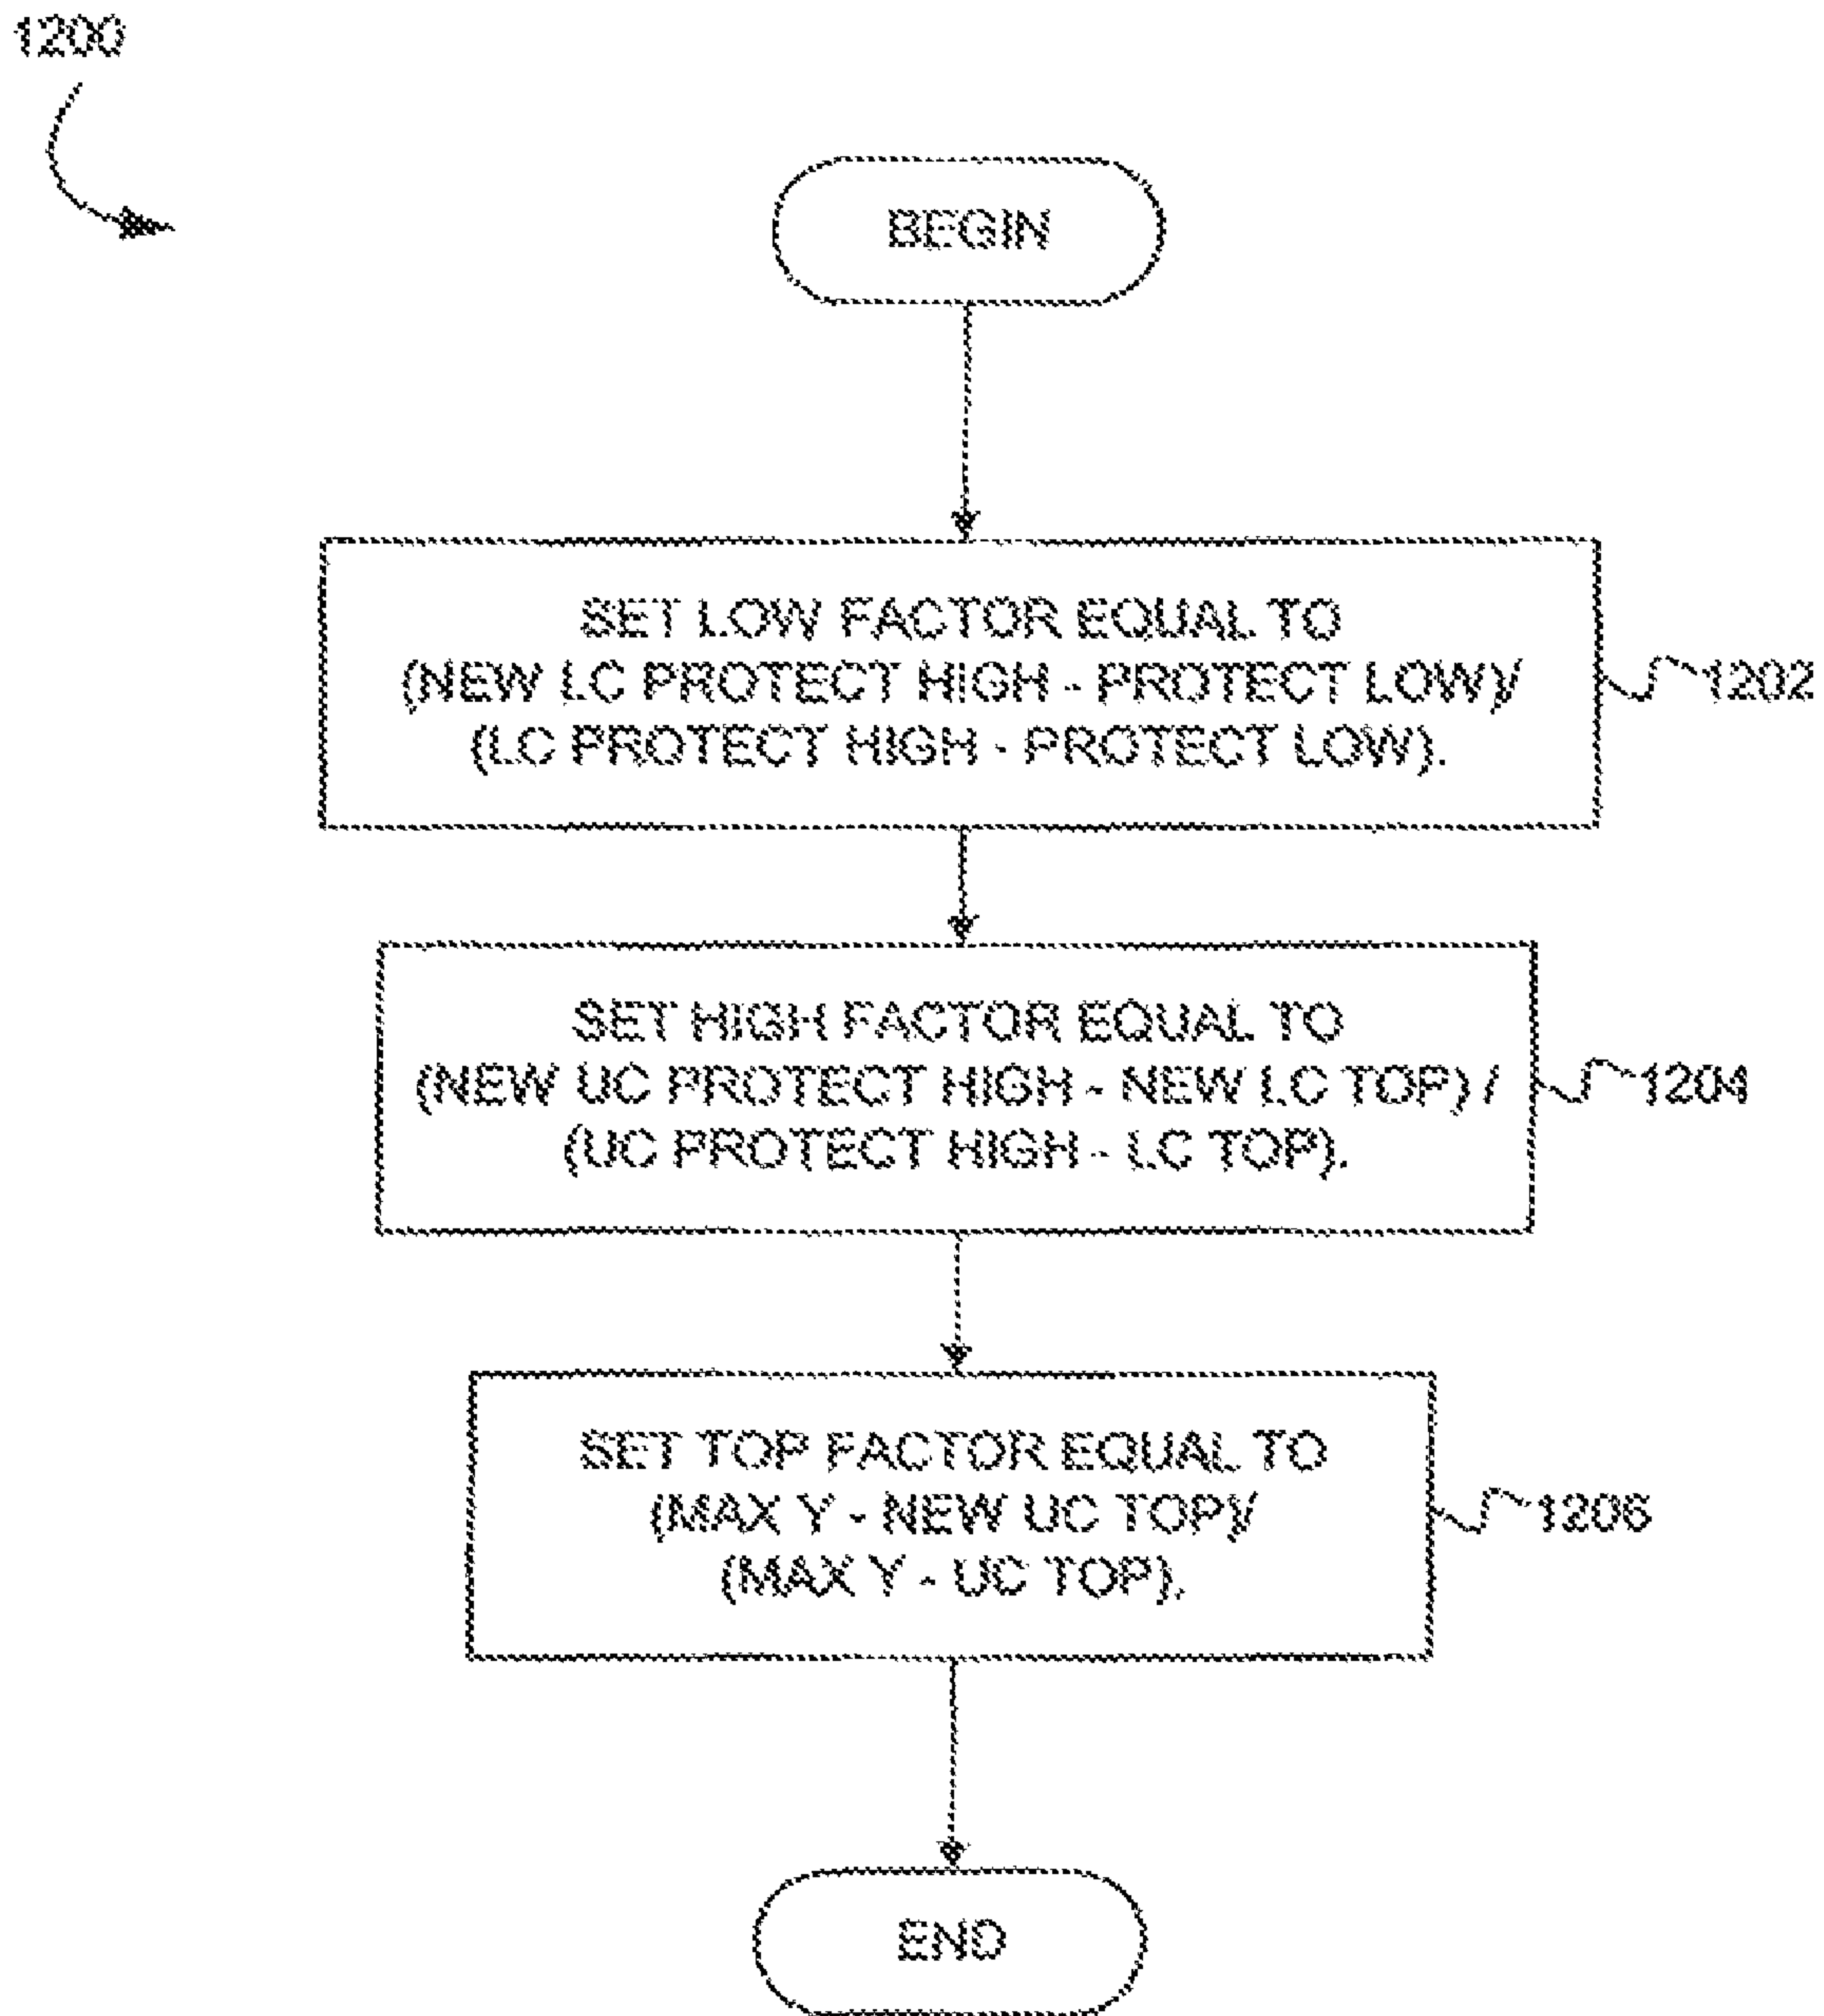 1200
BEGIN
SET LOW FACTOR EQUAL TO
(NEW LC PROTECT HIGH - PROTECT LOW)/
(LC PROTECT HIGH - PROTECT LOW).
1202
SET HIGH FACTOR EQUAL TO
(NEW UC PROTECT HIGH - NEW LC TOP) /
(UC PROTECT HIGH - LC TOP).
1204
SET TOP FACTOR EQUAL TO
(MAX Y - NEW UC TOP)/
(MAX Y - UC TOP).
1206
END